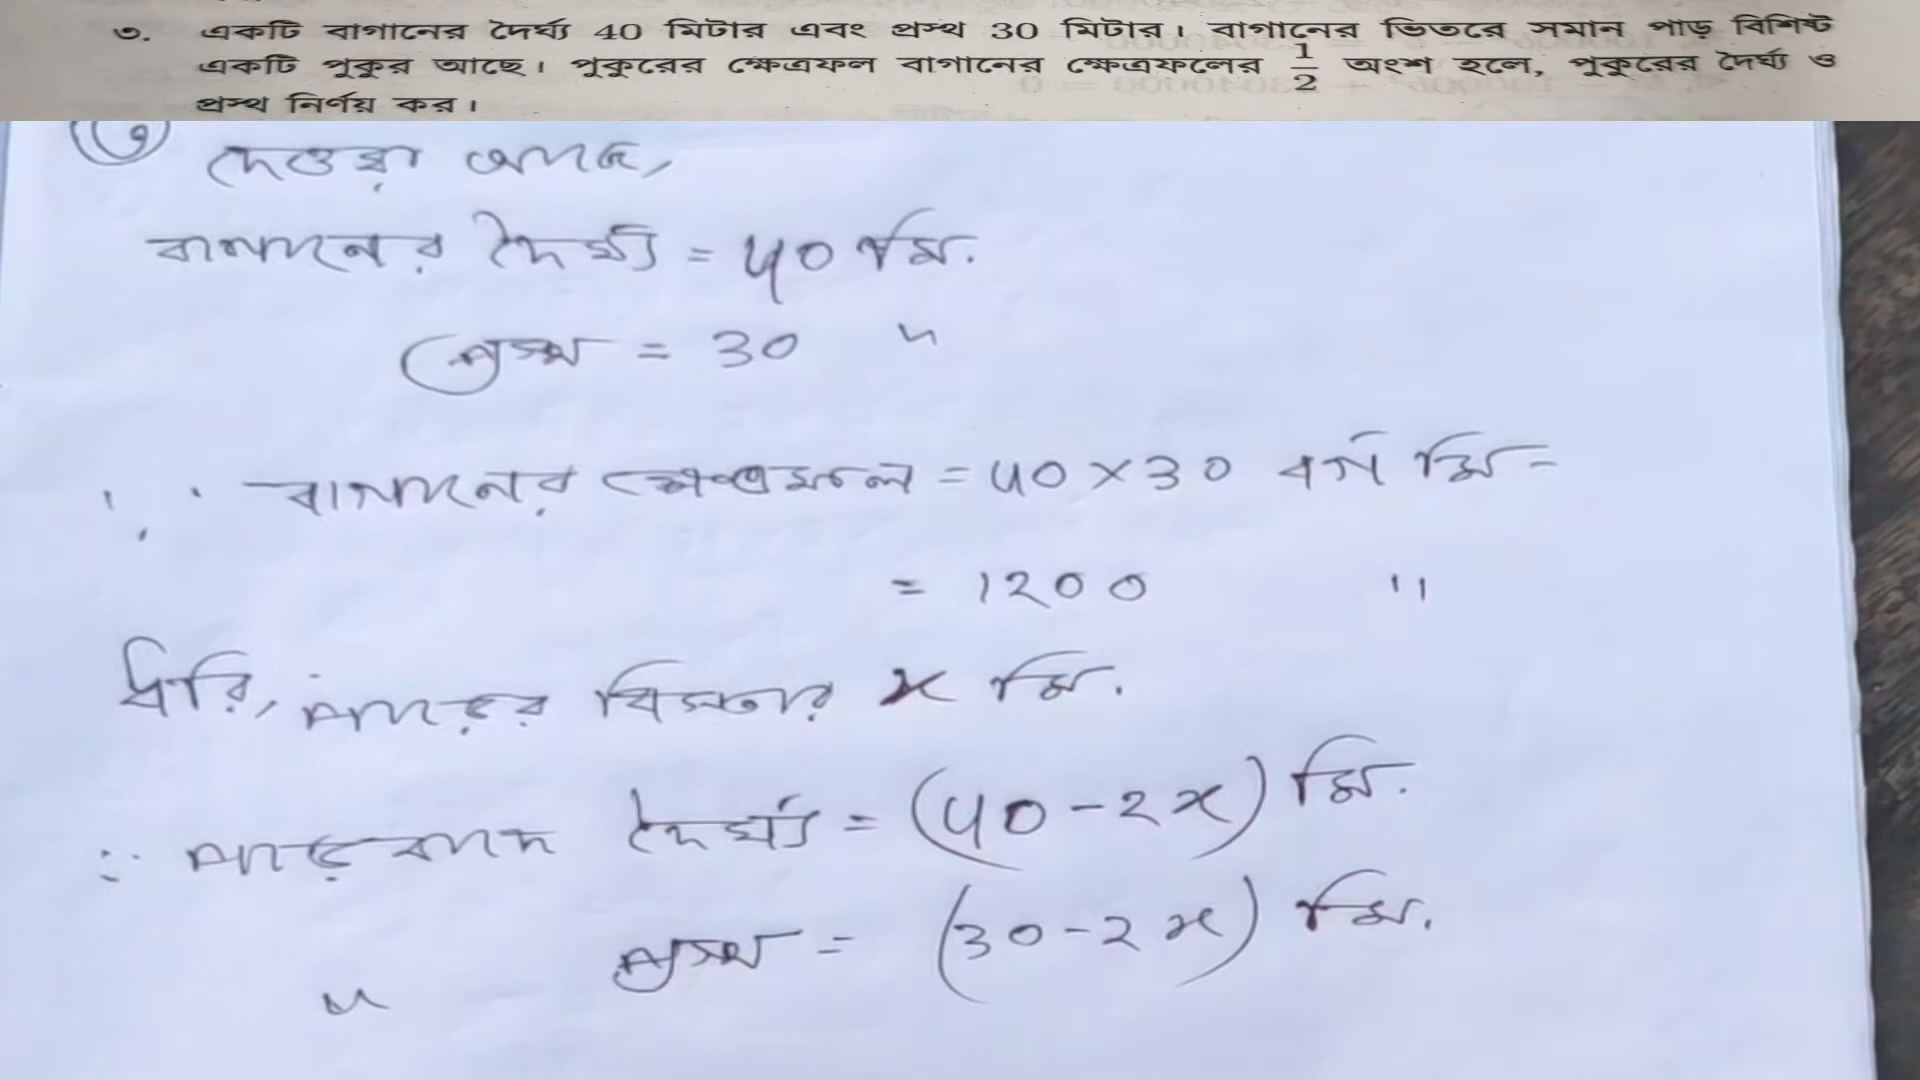 ৩. একটি বাগানের দৈর্ঘ্য 40 মিটার এবং প্রস্থ 30 মিটার। বাগানের ভিতরে সমান পাড় বিশিষ্ট
একটি পুকুর আছে। পুকুরের ক্ষেত্রফল বাগানের ক্ষেত্রফলের 1/2 অংশ হলে, পুকুরের দৈর্ঘ্য ও
প্রস্থ নির্ণয় কর।
৩ দেওয়া আছে,
বাগানের দৈর্ঘ্য = 40 মি.
প্রস্থ = 30 "
∴ বাগানের ক্ষেত্রফল = 40 × 30 বর্গ মি.
= 1200 "
ধরি, পাড়ের বিস্তার x মি.
∴ পাড়বাদে দৈর্ঘ্য = (40 - 2x) মি.
" প্রস্থ = (30 - 2x) মি.